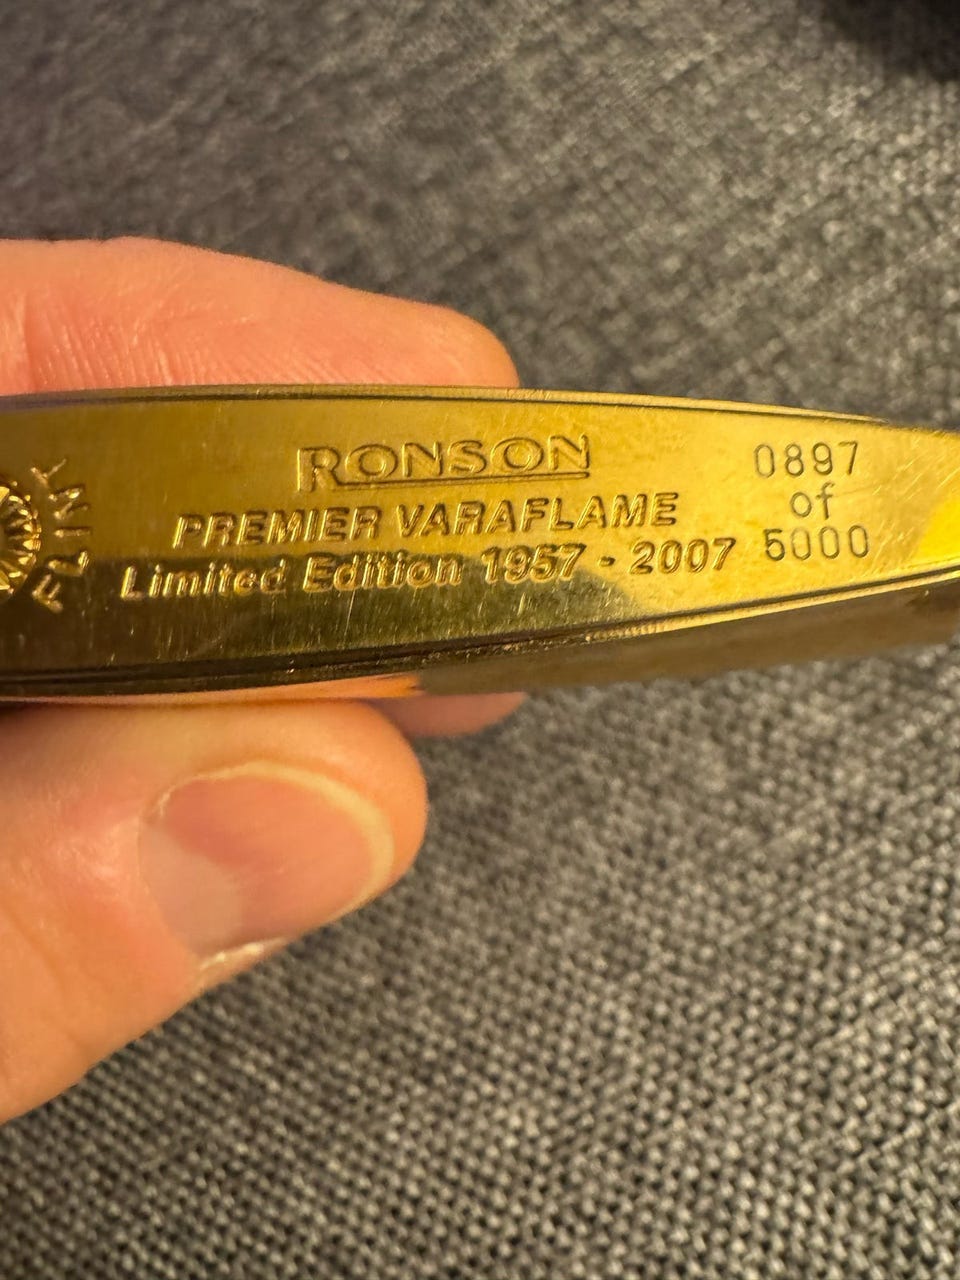 FLINT
RONSON
PREMIER VARAFLAME
Limited Edition 1957 - 2007
0897
of
5000